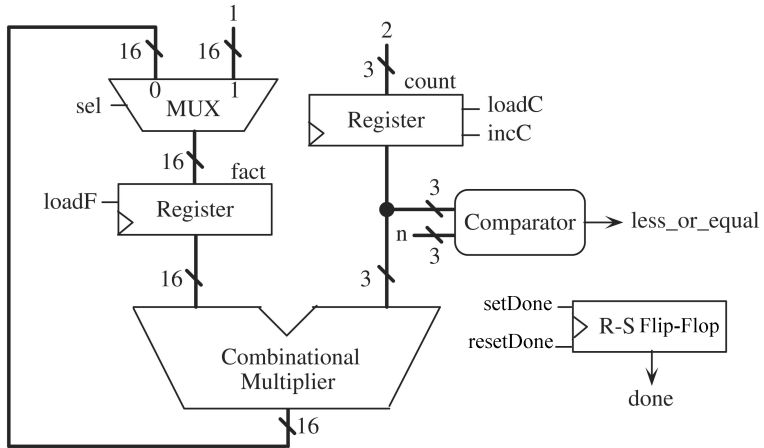 1
2
16
16
3
count
0
1
sel
MUX
Register
loadC
incC
16
fact
loadF
Register
3
Comparator
less_or_equal
n
3
16
3
setDone
R-S Flip-Flop
resetDone
Combinational
Multiplier
done
16